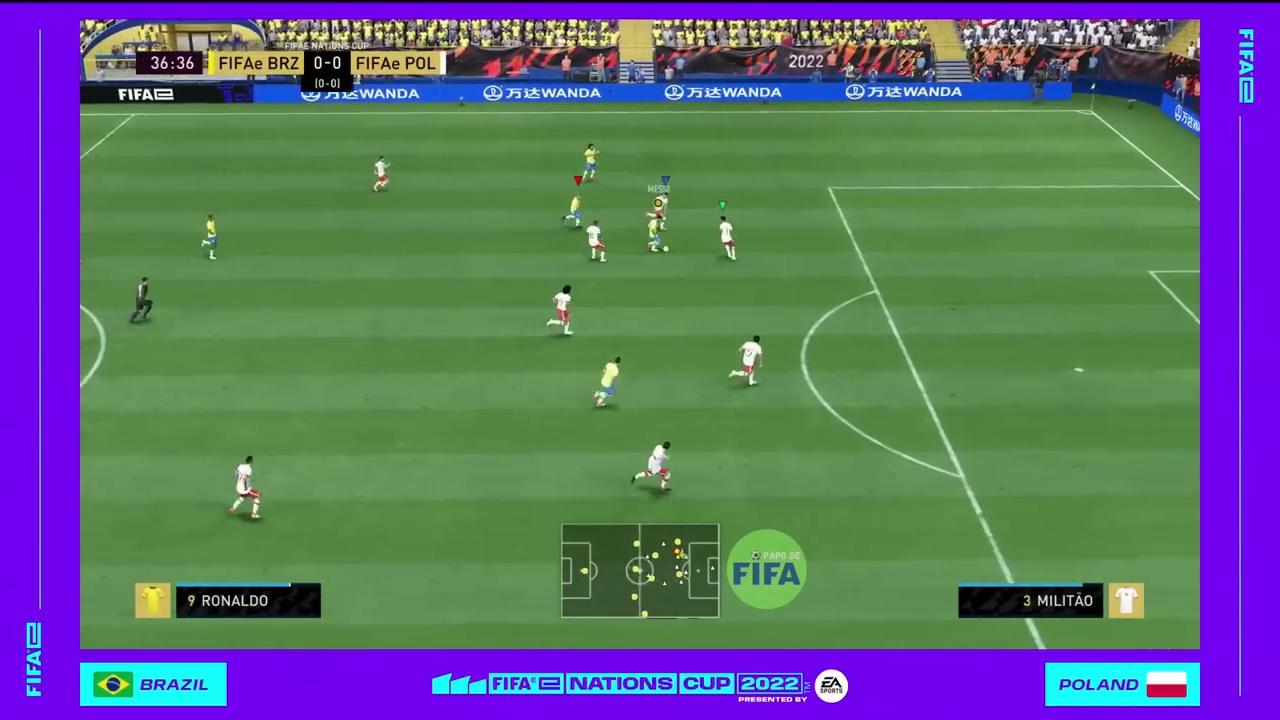 FIFAe NATIONS CUP
36:36 FIFAe BRZ 0-0 FIFAe POL
[0-0]
2022
FIFAe
万达WANDA 万达WANDA 万达WANDA 万达WANDA
FIFAe
MESSI
PAPO DE
FIFA
9 RONALDO
3 MILITÃO
FIFAe
BRAZIL
FIFAe NATIONS CUP 2022™
PRESENTED BY
EA
SPORTS
POLAND